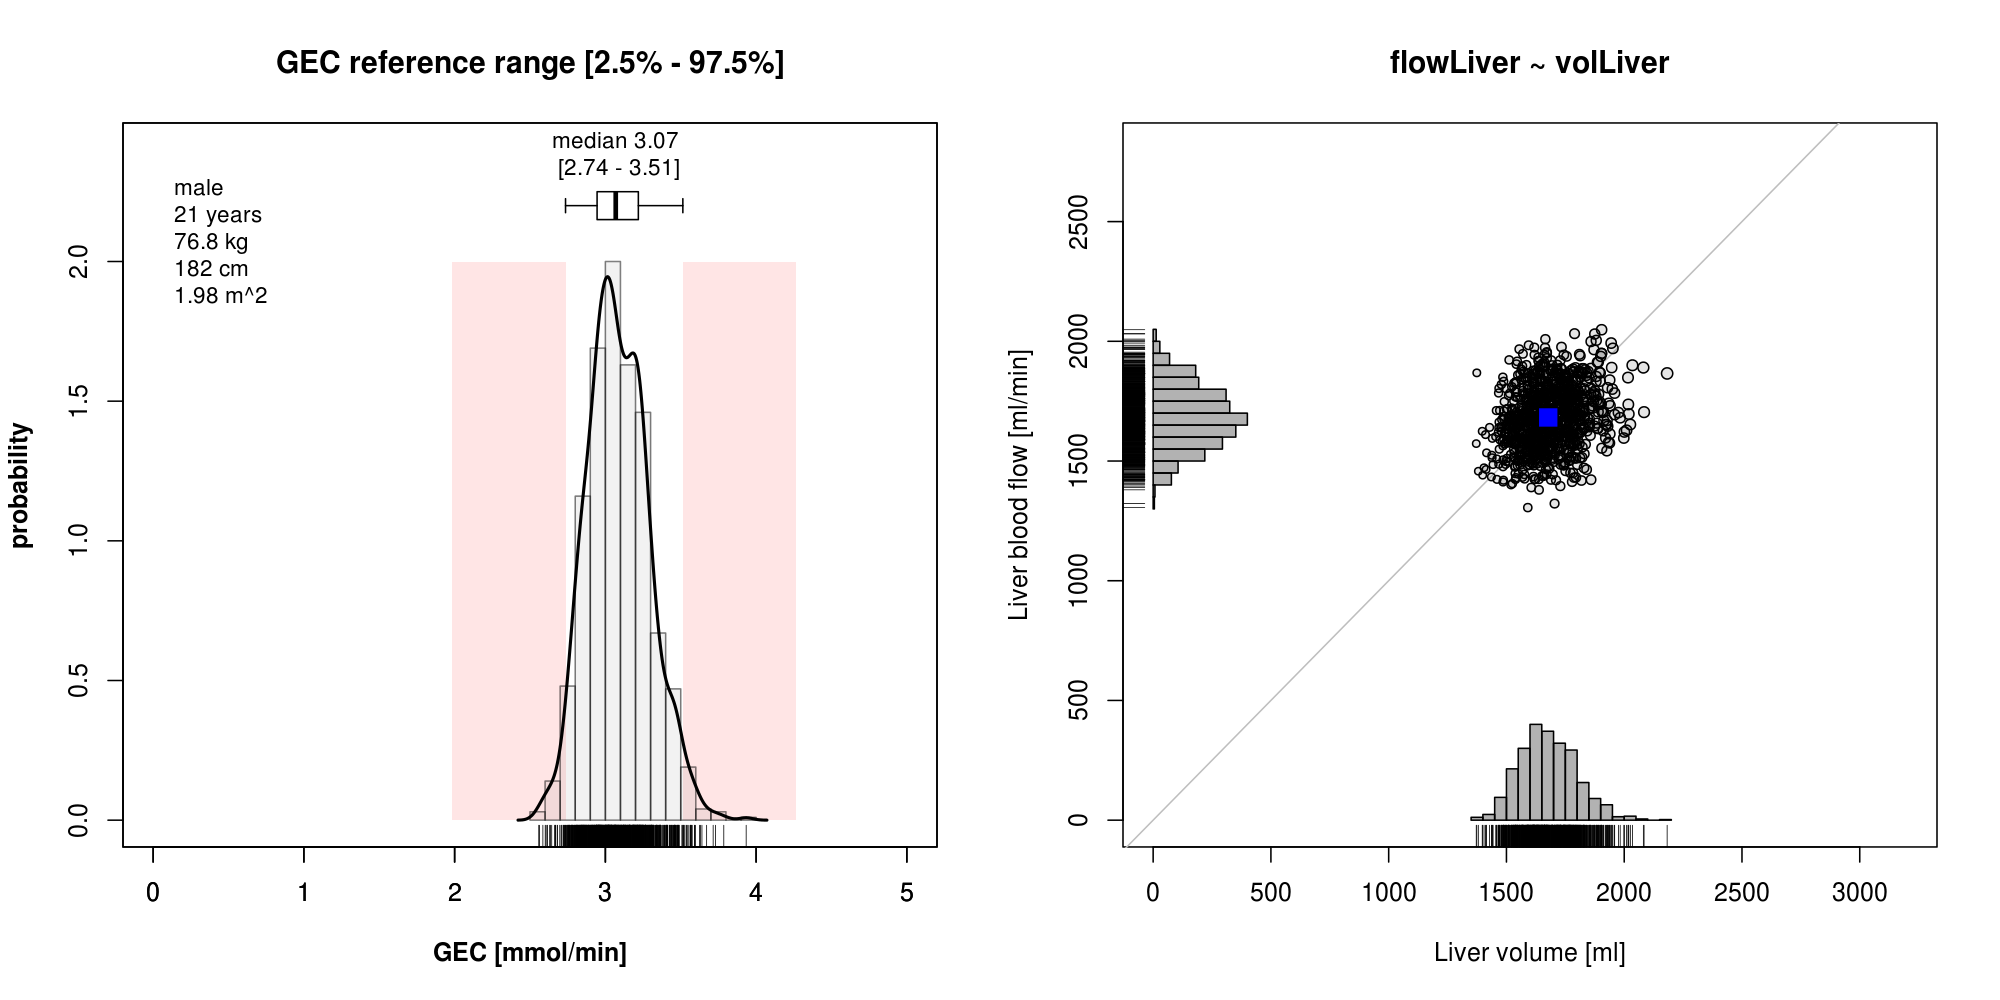 GEC reference range [2.5% - 97.5%]
median 3.07
[2.74 - 3.51]
male
21 years
76.8 kg
182 cm
1.98 m^2
probability
0.0
0.5
1.0
1.5
2.0
0 1 2 3 4 5
GEC [mmol/min]
flowLiver ~ volLiver
Liver blood flow [ml/min]
0
500
1000
1500
2000
2500
0 500 1000 1500 2000 2500 3000
Liver volume [ml]